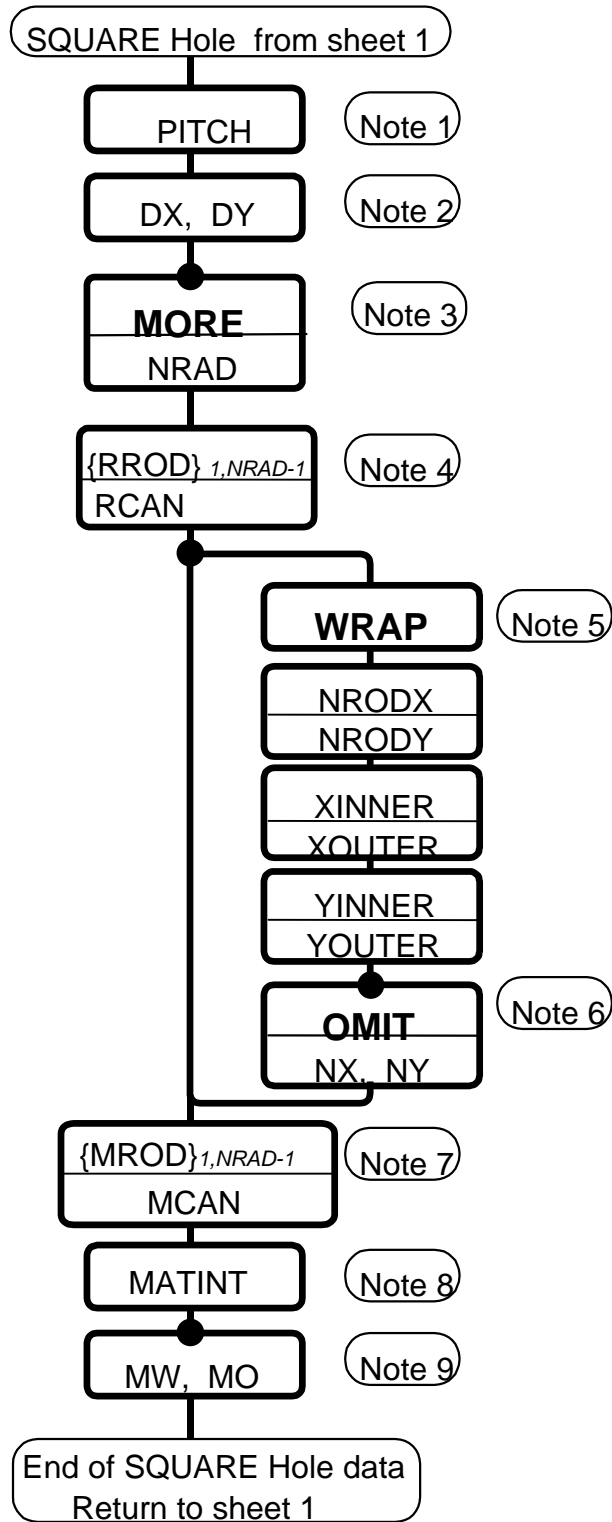 SQUARE Hole from sheet 1
PITCH
Note 1
DX, DY
Note 2
MORE
NRAD
Note 3
{RROD} 1,NRAD-1
RCAN
Note 4
WRAP
Note 5
NRODX
NRODY
XINNER
XOUTER
YINNER
YOUTER
OMIT
NX, NY
Note 6
{MROD}1,NRAD-1
MCAN
Note 7
MATINT
Note 8
MW, MO
Note 9
End of SQUARE Hole data
Return to sheet 1